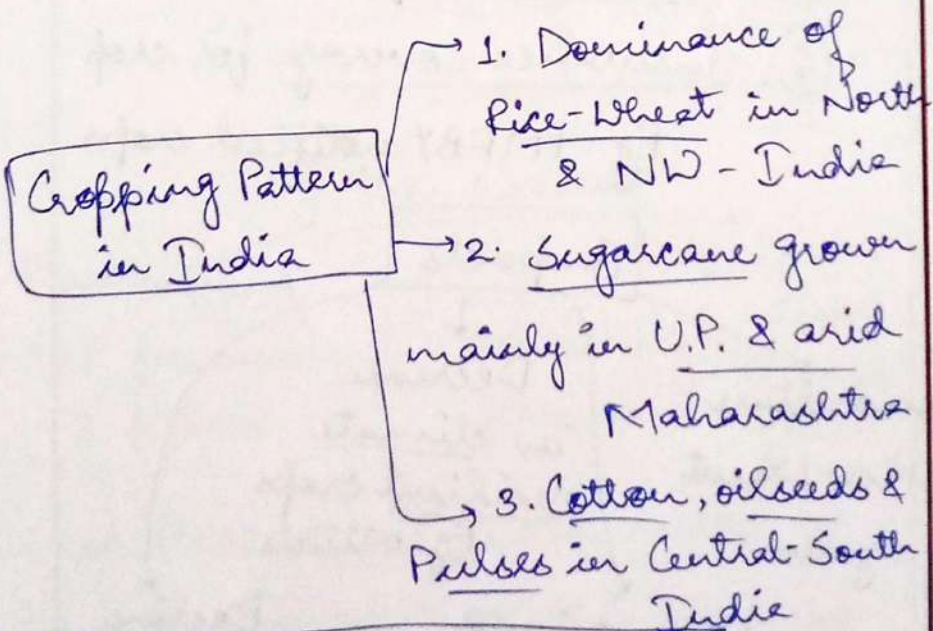 Cropping Pattern
in India
1. Dominance of
Rice-Wheat in North
& NW - India
2. Sugarcane grown
mainly in U.P. & arid
Maharashtra
3. Cotton, oilseeds &
Pulses in Central-South
India